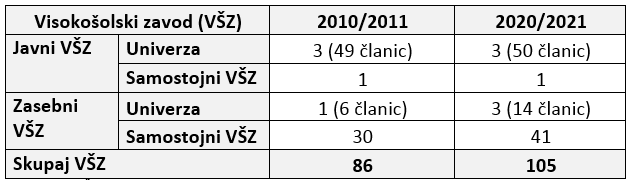 Visokošolski zavod (VŠZ) 2010/2011 2020/2021
Javni VŠZ Univerza 3 (49 članic) 3 (50 članic)
Samostojni VŠZ 1 1
Zasebni VŠZ Univerza 1 (6 članic) 3 (14 članic)
Samostojni VŠZ 30 41
Skupaj VŠZ 86 105